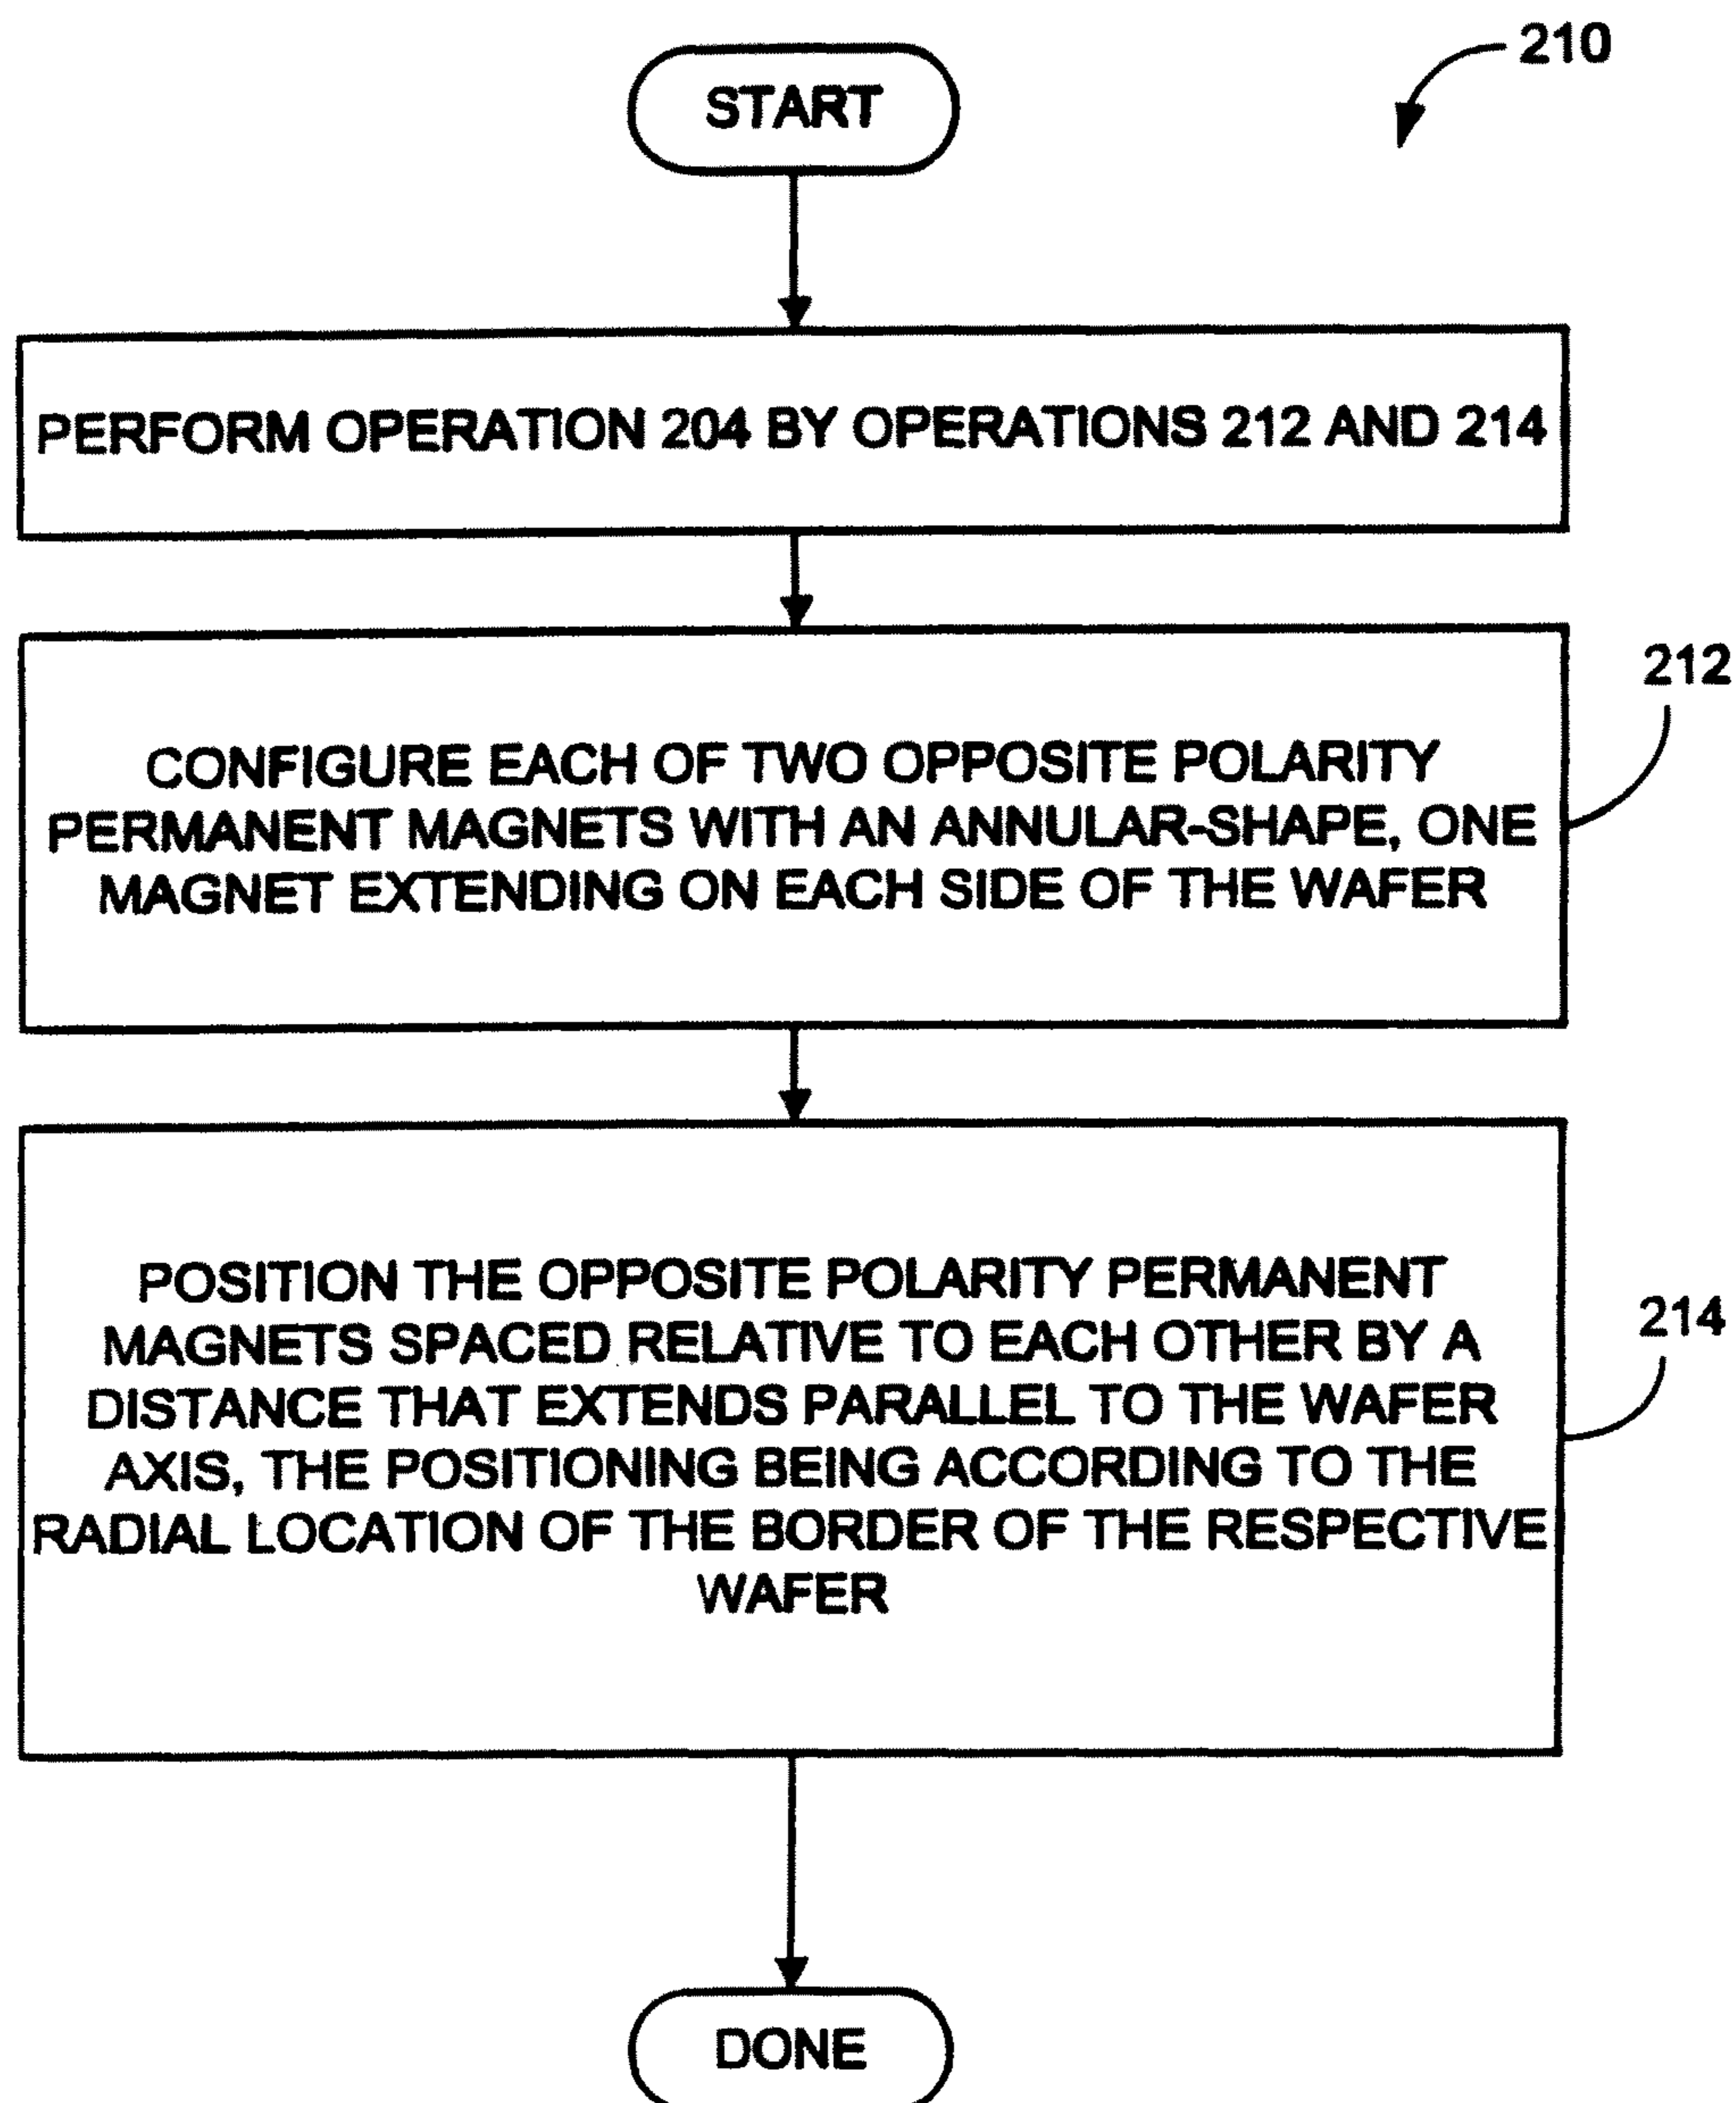 210
START
PERFORM OPERATION 204 BY OPERATIONS 212 AND 214
212
CONFIGURE EACH OF TWO OPPOSITE POLARITY
PERMANENT MAGNETS WITH AN ANNULAR-SHAPE, ONE
MAGNET EXTENDING ON EACH SIDE OF THE WAFER
214
POSITION THE OPPOSITE POLARITY PERMANENT
MAGNETS SPACED RELATIVE TO EACH OTHER BY A
DISTANCE THAT EXTENDS PARALLEL TO THE WAFER
AXIS, THE POSITIONING BEING ACCORDING TO THE
RADIAL LOCATION OF THE BORDER OF THE RESPECTIVE
WAFER
DONE